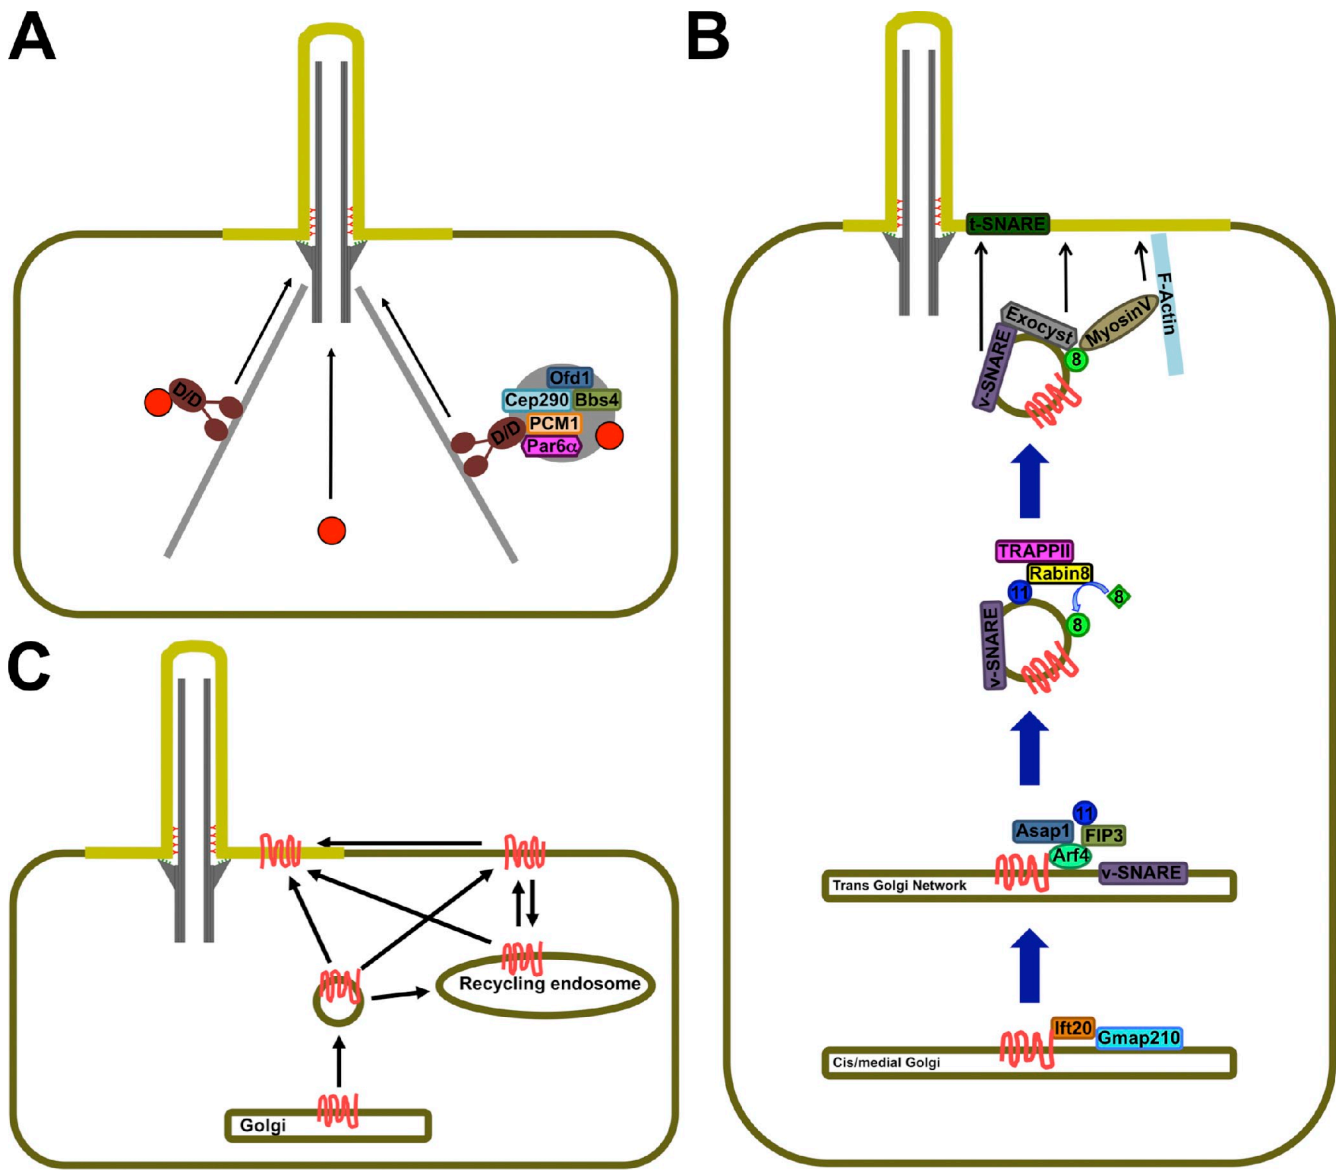 A
D/D
Ofd1
Cep290
Bbs4
D/D
PCM1
Par6α
B
t-SNARE
F-Actin
Exocyst
MyosinV
v-SNARE
8
TRAPPII
Rabin8
11
8
8
v-SNARE
11
Asap1
FIP3
Arf4
v-SNARE
Trans Golgi Network
Ift20
Gmap210
Cis/medial Golgi
C
Recycling endosome
Golgi